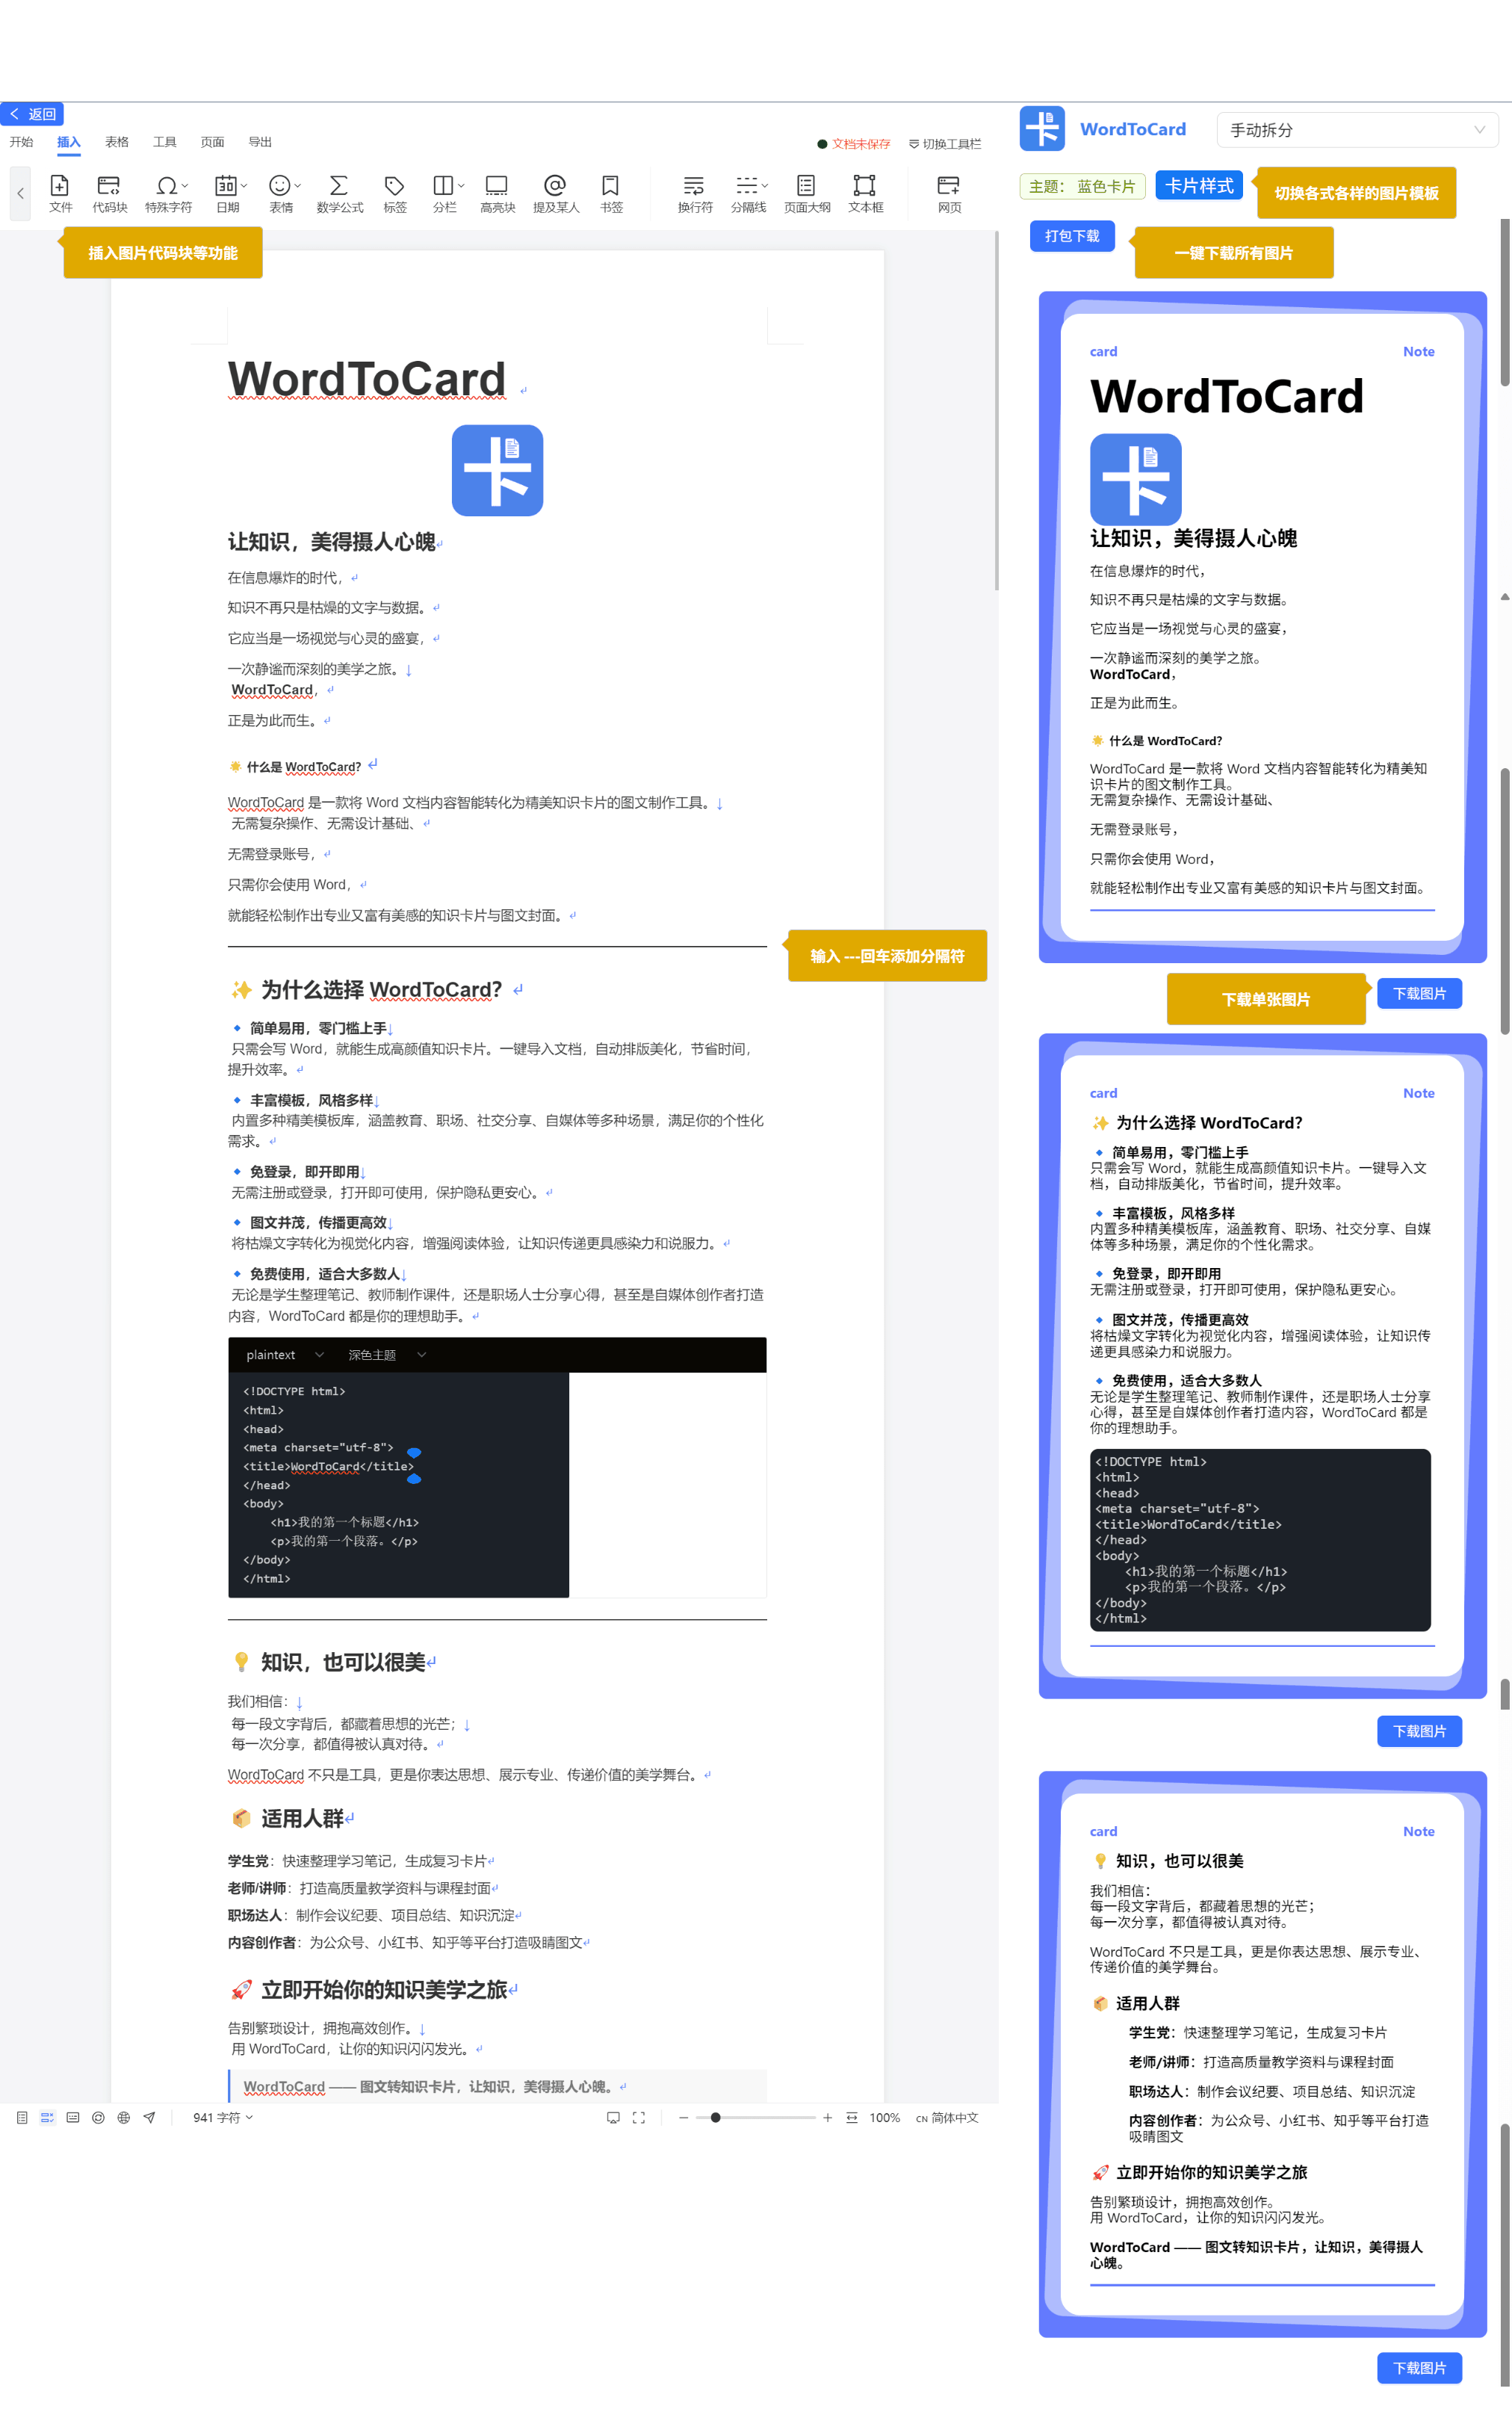 返回
开始 插入 表格 工具 页面 导出
文档未保存 切换工具栏
文件 代码块 特殊字符 日期 表情 数学公式 标签 分栏 高亮块 提及某人 书签 换行符 分隔线 页面大纲 文本框 网页
插入图片代码块等功能
WordToCard
卡
让知识，美得摄人心魄
在信息爆炸的时代，
知识不再只是枯燥的文字与数据。
它应当是一场视觉与心灵的盛宴，
一次静谧而深刻的美学之旅。
WordToCard，
正是为此而生。
🌟 什么是 WordToCard？
WordToCard 是一款将 Word 文档内容智能转化为精美知识卡片的图文制作工具。
无需复杂操作、无需设计基础、
无需登录账号，
只需你会使用 Word，
就能轻松制作出专业又富有美感的知识卡片与图文封面。
输入 ---回车添加分隔符
✨ 为什么选择 WordToCard？
🔹 简单易用，零门槛上手
只需会写 Word，就能生成高颜值知识卡片。一键导入文档，自动排版美化，节省时间，
提升效率。
🔹 丰富模板，风格多样
内置多种精美模板库，涵盖教育、职场、社交分享、自媒体等多种场景，满足你的个性化
需求。
🔹 免登录，即开即用
无需注册或登录，打开即可使用，保护隐私更安心。
🔹 图文并茂，传播更高效
将枯燥文字转化为视觉化内容，增强阅读体验，让知识传递更具感染力和说服力。
🔹 免费使用，适合大多数人
无论是学生整理笔记、教师制作课件，还是职场人士分享心得，甚至是自媒体创作者打造
内容，WordToCard 都是你的理想助手。
plaintext 深色主题
<!DOCTYPE html>
<html>
<head>
<meta charset="utf-8">
<title>WordToCard</title>
</head>
<body>
<h1>我的第一个标题</h1>
<p>我的第一个段落。</p>
</body>
</html>
💡 知识，也可以很美
我们相信：
每一段文字背后，都藏着思想的光芒；
每一次分享，都值得被认真对待。
WordToCard 不只是工具，更是你表达思想、展示专业、传递价值的美学舞台。
📦 适用人群
学生党：快速整理学习笔记，生成复习卡片
老师/讲师：打造高质量教学资料与课程封面
职场达人：制作会议纪要、项目总结、知识沉淀
内容创作者：为公众号、小红书、知乎等平台打造吸睛图文
🚀 立即开始你的知识美学之旅
告别繁琐设计，拥抱高效创作。
用 WordToCard，让你的知识闪闪发光。
WordToCard —— 图文转知识卡片，让知识，美得摄人心魄。
941 字符 100% CN 简体中文
卡 WordToCard 手动拆分
主题： 蓝色卡片 卡片样式 切换各式各样的图片模板
打包下载 一键下载所有图片
card Note
WordToCard
卡
让知识，美得摄人心魄
在信息爆炸的时代，
知识不再只是枯燥的文字与数据。
它应当是一场视觉与心灵的盛宴，
一次静谧而深刻的美学之旅。
WordToCard，
正是为此而生。
🌟 什么是 WordToCard？
WordToCard 是一款将 Word 文档内容智能转化为精美知
识卡片的图文制作工具。
无需复杂操作、无需设计基础、
无需登录账号，
只需你会使用 Word，
就能轻松制作出专业又富有美感的知识卡片与图文封面。
下载单张图片 下载图片
card Note
✨ 为什么选择 WordToCard？
🔹 简单易用，零门槛上手
只需会写 Word，就能生成高颜值知识卡片。一键导入文
档，自动排版美化，节省时间，提升效率。
🔹 丰富模板，风格多样
内置多种精美模板库，涵盖教育、职场、社交分享、自媒
体等多种场景，满足你的个性化需求。
🔹 免登录，即开即用
无需注册或登录，打开即可使用，保护隐私更安心。
🔹 图文并茂，传播更高效
将枯燥文字转化为视觉化内容，增强阅读体验，让知识传
递更具感染力和说服力。
🔹 免费使用，适合大多数人
无论是学生整理笔记、教师制作课件，还是职场人士分享
心得，甚至是自媒体创作者打造内容，WordToCard 都是
你的理想助手。
<!DOCTYPE html>
<html>
<head>
<meta charset="utf-8">
<title>WordToCard</title>
</head>
<body>
<h1>我的第一个标题</h1>
<p>我的第一个段落。</p>
</body>
</html>
下载图片
card Note
💡 知识，也可以很美
我们相信：
每一段文字背后，都藏着思想的光芒；
每一次分享，都值得被认真对待。
WordToCard 不只是工具，更是你表达思想、展示专业、
传递价值的美学舞台。
📦 适用人群
学生党：快速整理学习笔记，生成复习卡片
老师/讲师：打造高质量教学资料与课程封面
职场达人：制作会议纪要、项目总结、知识沉淀
内容创作者：为公众号、小红书、知乎等平台打造
吸睛图文
🚀 立即开始你的知识美学之旅
告别繁琐设计，拥抱高效创作。
用 WordToCard，让你的知识闪闪发光。
WordToCard —— 图文转知识卡片，让知识，美得摄人
心魄。
下载图片